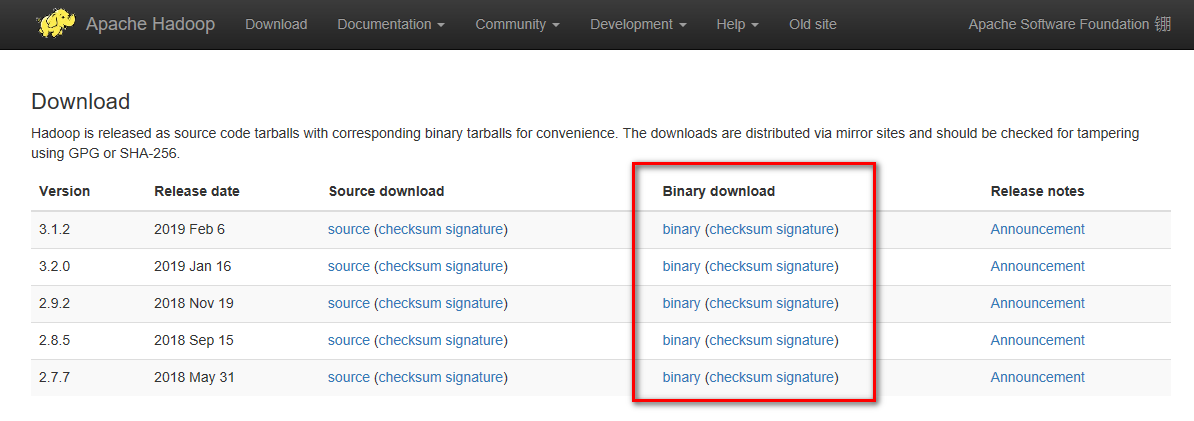 Apache Hadoop Download Documentation Community Development Help Old site Apache Software Foundation 硼
Download
Hadoop is released as source code tarballs with corresponding binary tarballs for convenience. The downloads are distributed via mirror sites and should be checked for tampering
using GPG or SHA-256.
Version Release date Source download Binary download Release notes
3.1.2 2019 Feb 6 source (checksum signature) binary (checksum signature) Announcement
3.2.0 2019 Jan 16 source (checksum signature) binary (checksum signature) Announcement
2.9.2 2018 Nov 19 source (checksum signature) binary (checksum signature) Announcement
2.8.5 2018 Sep 15 source (checksum signature) binary (checksum signature) Announcement
2.7.7 2018 May 31 source (checksum signature) binary (checksum signature) Announcement